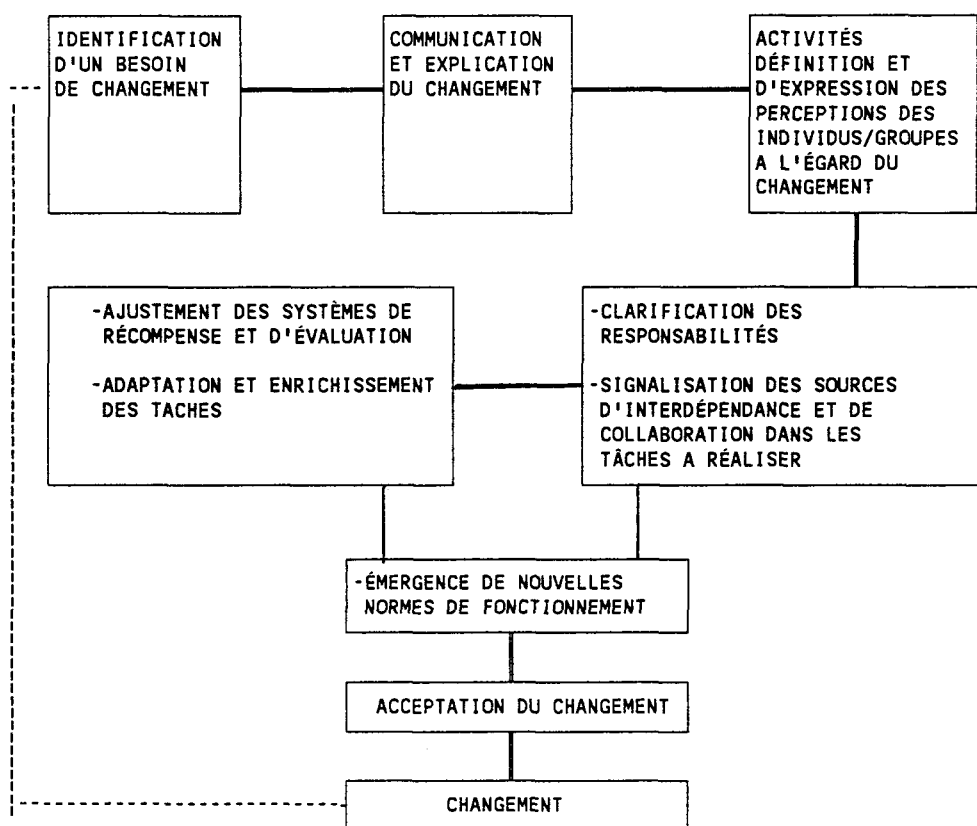 IDENTIFICATION
D'UN BESOIN
DE CHANGEMENT
COMMUNICATION
ET EXPLICATION
DU CHANGEMENT
ACTIVITÉS
DÉFINITION ET
D'EXPRESSION DES
PERCEPTIONS DES
INDIVIDUS/GROUPES
A L'ÉGARD DU
CHANGEMENT
-AJUSTEMENT DES SYSTÈMES DE
RÉCOMPENSE ET D'ÉVALUATION
-ADAPTATION ET ENRICHISSEMENT
DES TACHES
-CLARIFICATION DES
RESPONSABILITÉS
-SIGNALISATION DES SOURCES
D'INTERDÉPENDANCE ET DE
COLLABORATION DANS LES
TÂCHES A RÉALISER
-ÉMERGENCE DE NOUVELLES
NORMES DE FONCTIONNEMENT
ACCEPTATION DU CHANGEMENT
CHANGEMENT